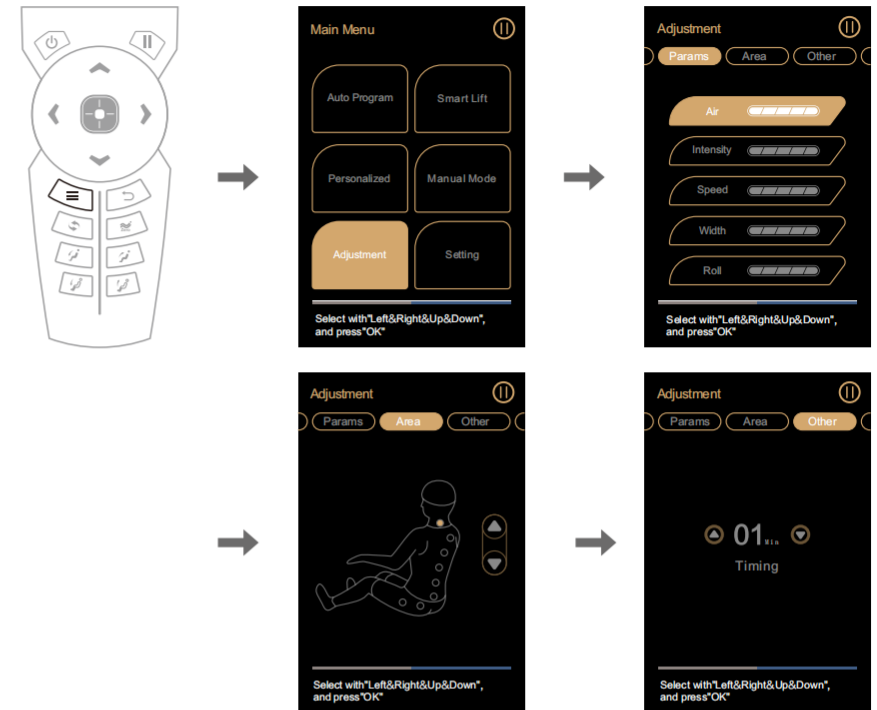 Main Menu
Auto Program
Smart Lift
Personalized
Manual Mode
Adjustment
Setting
Select with"Left&Right&Up&Down",
and press"OK"
Adjustment
Params
Area
Other
Air
Intensity
Speed
Width
Roll
Select with"Left&Right&Up&Down",
and press"OK"
Adjustment
Params
Area
Other
Select with"Left&Right&Up&Down",
and press"OK"
Adjustment
Params
Area
Other
01 Min
Timing
Select with"Left&Right&Up&Down",
and press"OK"